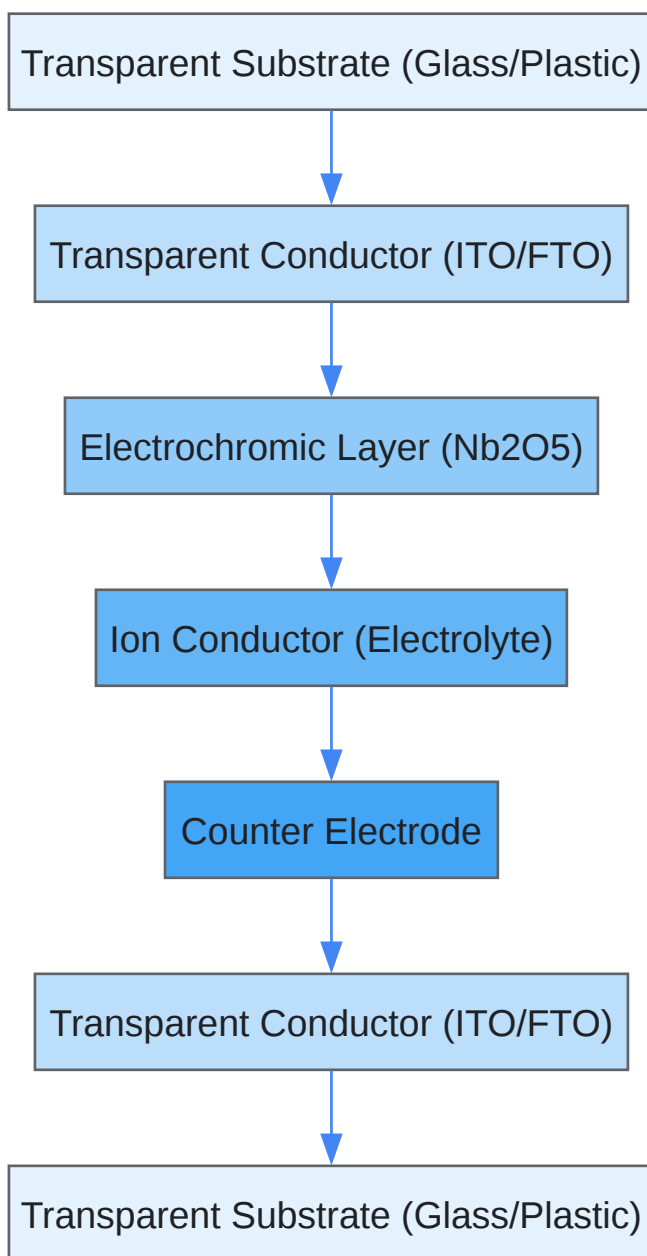 Transparent Substrate (Glass/Plastic)
Transparent Conductor (ITO/FTO)
Electrochromic Layer (Nb2O5)
Ion Conductor (Electrolyte)
Counter Electrode
Transparent Conductor (ITO/FTO)
Transparent Substrate (Glass/Plastic)